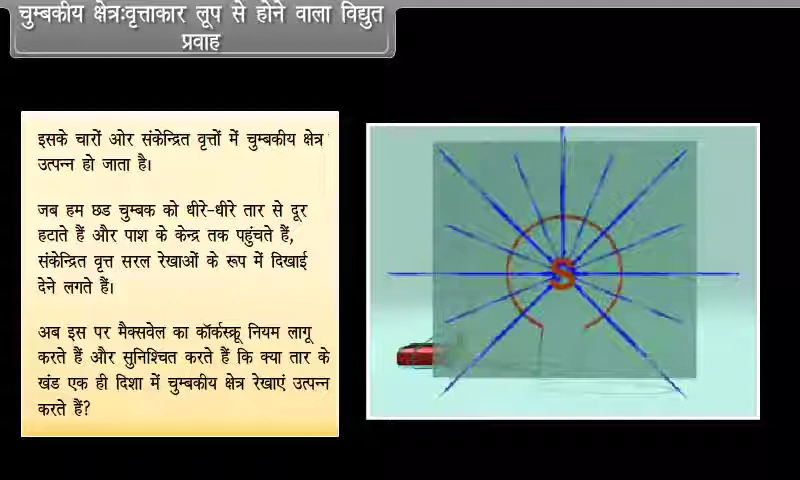 चुम्बकीय क्षेत्रःवृत्ताकार लूप से होने वाला विद्युत
प्रवाह
इसके चारों ओर संकेन्द्रित वृत्तों में चुम्बकीय क्षेत्र
उत्पन्न हो जाता है।
जब हम छड चुम्बक को धीरे-धीरे तार से दूर
हटाते हैं और पाश के केन्द्र तक पहुंचते हैं,
संकेन्द्रित वृत्त सरल रेखाओं के रूप में दिखाई
देने लगते हैं।
अब इस पर मैक्सवेल का कॉर्कस्क्रू नियम लागू
करते हैं और सुनिश्चित करते हैं कि क्या तार के
खंड एक ही दिशा में चुम्बकीय क्षेत्र रेखाएं उत्पन्न
करते हैं?
S